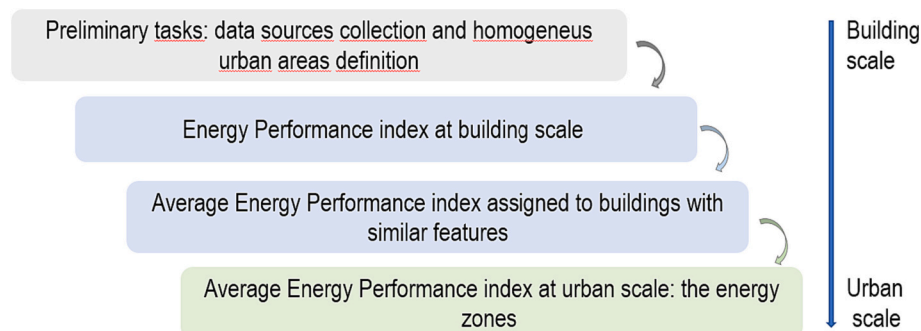 Preliminary tasks: data sources collection and homogeneus
urban areas definition
Building
scale
Energy Performance index at building scale
Average Energy Performance index assigned to buildings with
similar features
Average Energy Performance index at urban scale: the energy
zones
Urban
scale